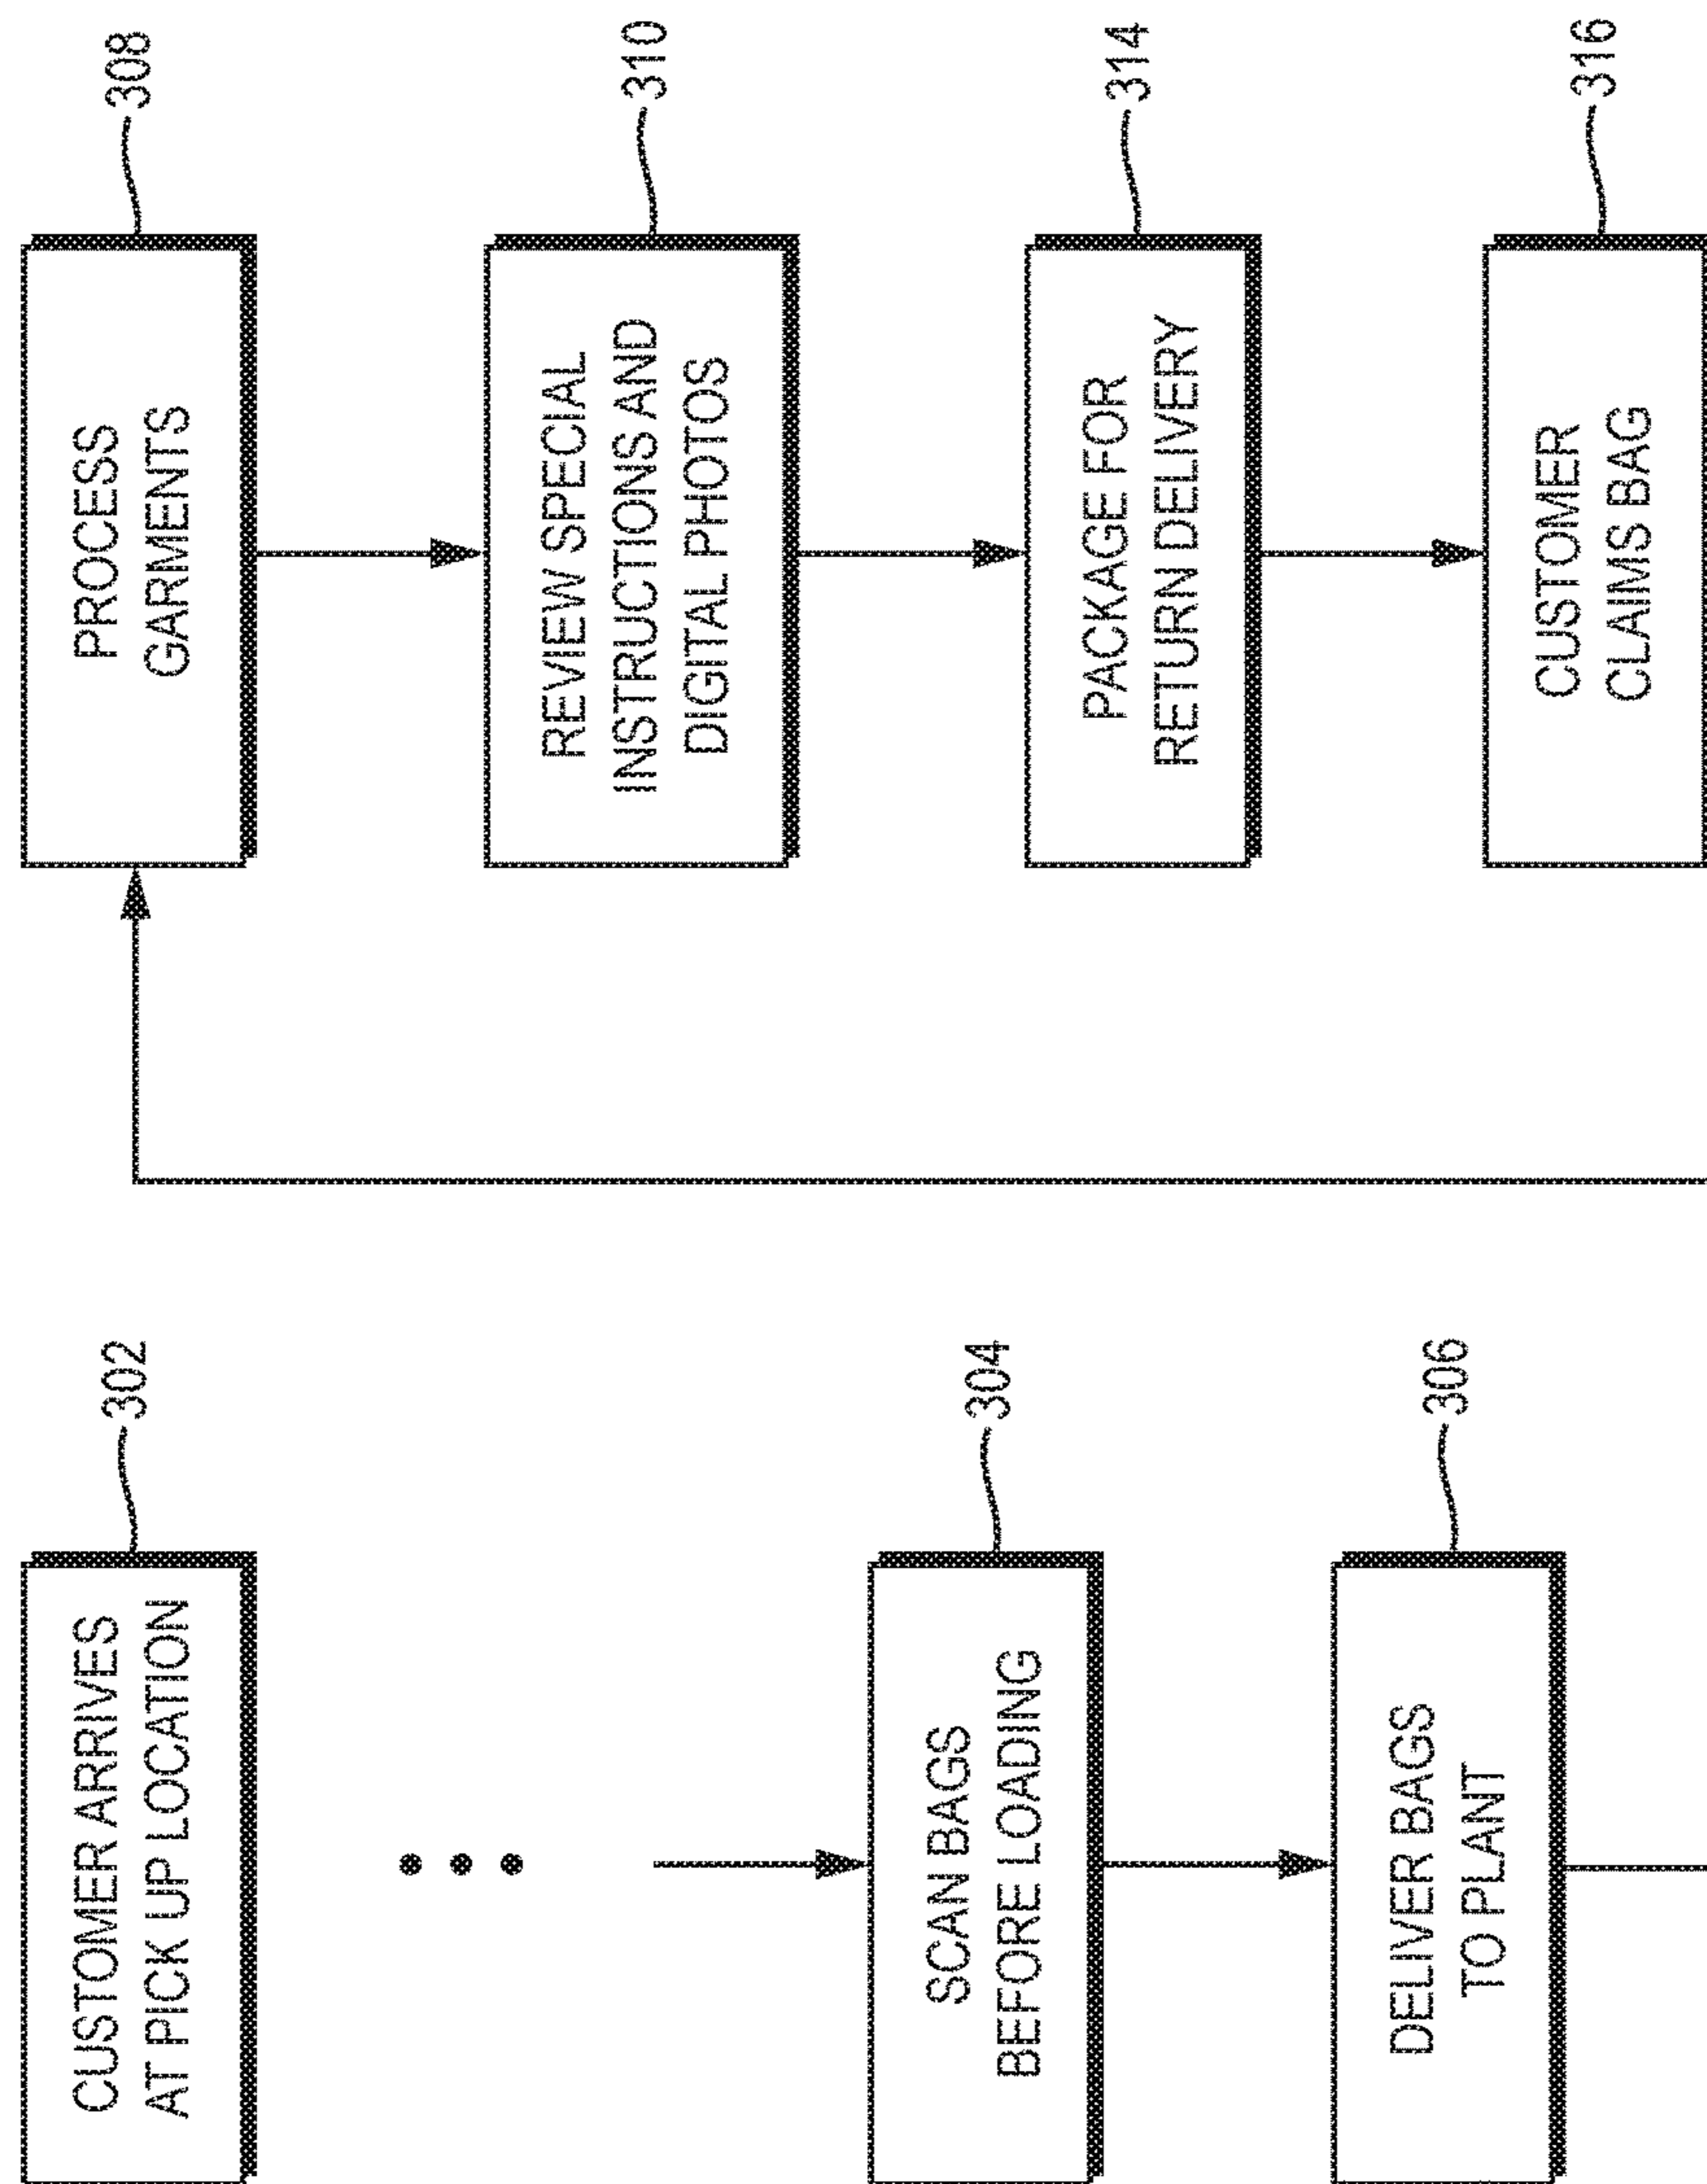 CUSTOMER ARRIVES
AT PICK UP LOCATION
302
SCAN BAGS
BEFORE LOADING
304
DELIVER BAGS
TO PLANT
306
PROCESS
GARMENTS
308
REVIEW SPECIAL
INSTRUCTIONS AND
DIGITAL PHOTOS
310
PACKAGE FOR
RETURN DELIVERY
314
CUSTOMER
CLAIMS BAG
316